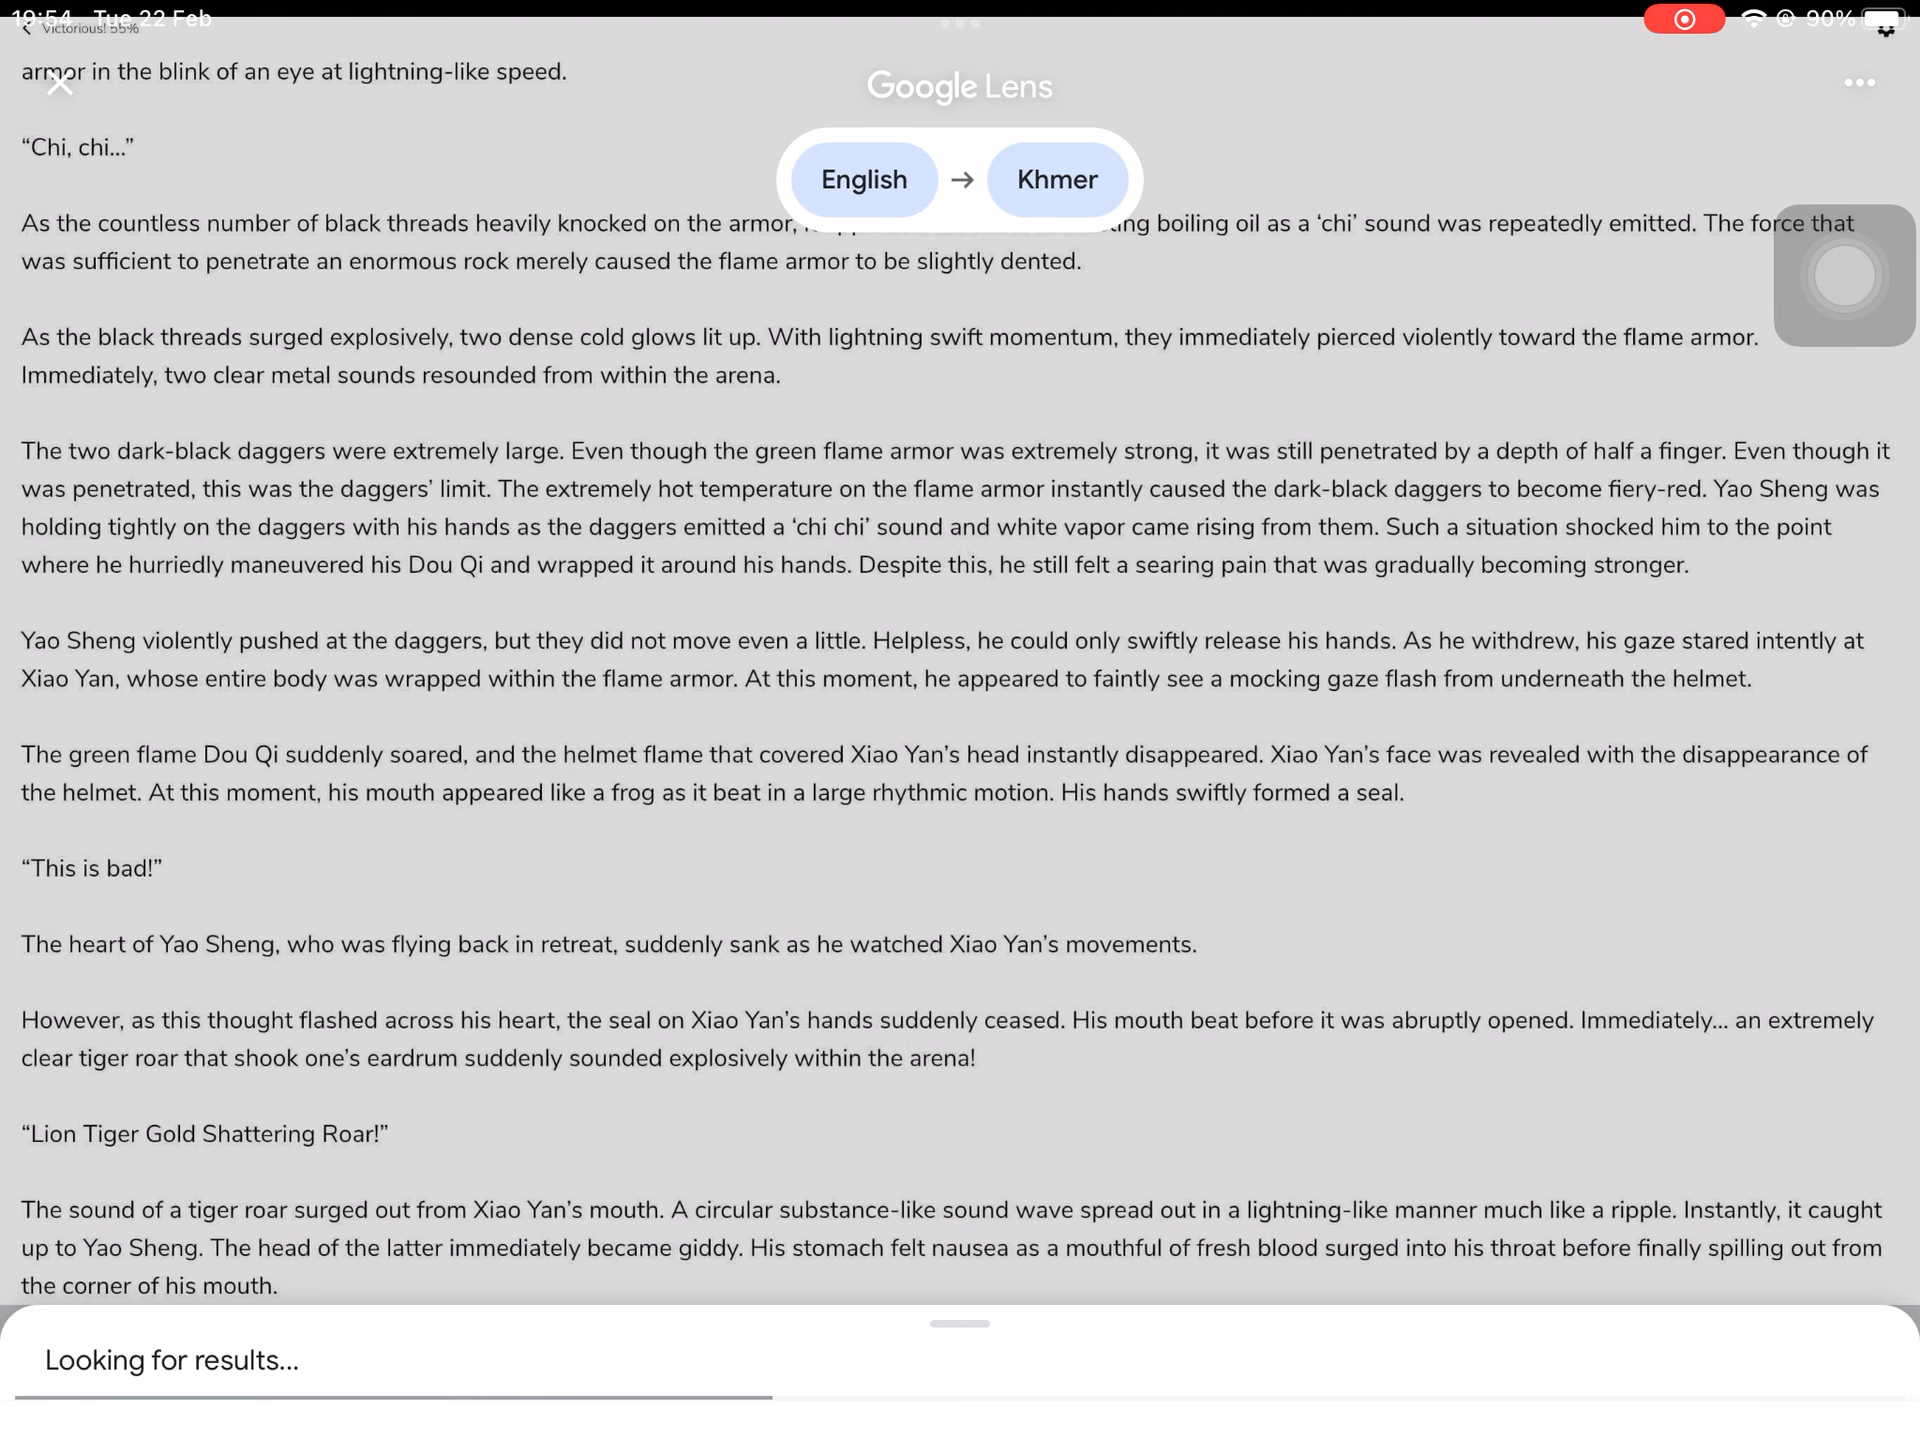 19:54 Tue 22 Feb
90%
Victorious! 55%
armor in the blink of an eye at lightning-like speed.
Google Lens
“Chi, chi...”
English → Khmer
As the countless number of black threads heavily knocked on the armor, ing boiling oil as a ‘chi’ sound was repeatedly emitted. The force that
was sufficient to penetrate an enormous rock merely caused the flame armor to be slightly dented.
As the black threads surged explosively, two dense cold glows lit up. With lightning swift momentum, they immediately pierced violently toward the flame armor.
Immediately, two clear metal sounds resounded from within the arena.
The two dark-black daggers were extremely large. Even though the green flame armor was extremely strong, it was still penetrated by a depth of half a finger. Even though it
was penetrated, this was the daggers’ limit. The extremely hot temperature on the flame armor instantly caused the dark-black daggers to become fiery-red. Yao Sheng was
holding tightly on the daggers with his hands as the daggers emitted a ‘chi chi’ sound and white vapor came rising from them. Such a situation shocked him to the point
where he hurriedly maneuvered his Dou Qi and wrapped it around his hands. Despite this, he still felt a searing pain that was gradually becoming stronger.
Yao Sheng violently pushed at the daggers, but they did not move even a little. Helpless, he could only swiftly release his hands. As he withdrew, his gaze stared intently at
Xiao Yan, whose entire body was wrapped within the flame armor. At this moment, he appeared to faintly see a mocking gaze flash from underneath the helmet.
The green flame Dou Qi suddenly soared, and the helmet flame that covered Xiao Yan’s head instantly disappeared. Xiao Yan’s face was revealed with the disappearance of
the helmet. At this moment, his mouth appeared like a frog as it beat in a large rhythmic motion. His hands swiftly formed a seal.
“This is bad!”
The heart of Yao Sheng, who was flying back in retreat, suddenly sank as he watched Xiao Yan’s movements.
However, as this thought flashed across his heart, the seal on Xiao Yan’s hands suddenly ceased. His mouth beat before it was abruptly opened. Immediately... an extremely
clear tiger roar that shook one’s eardrum suddenly sounded explosively within the arena!
“Lion Tiger Gold Shattering Roar!”
The sound of a tiger roar surged out from Xiao Yan’s mouth. A circular substance-like sound wave spread out in a lightning-like manner much like a ripple. Instantly, it caught
up to Yao Sheng. The head of the latter immediately became giddy. His stomach felt nausea as a mouthful of fresh blood surged into his throat before finally spilling out from
the corner of his mouth.
Looking for results...